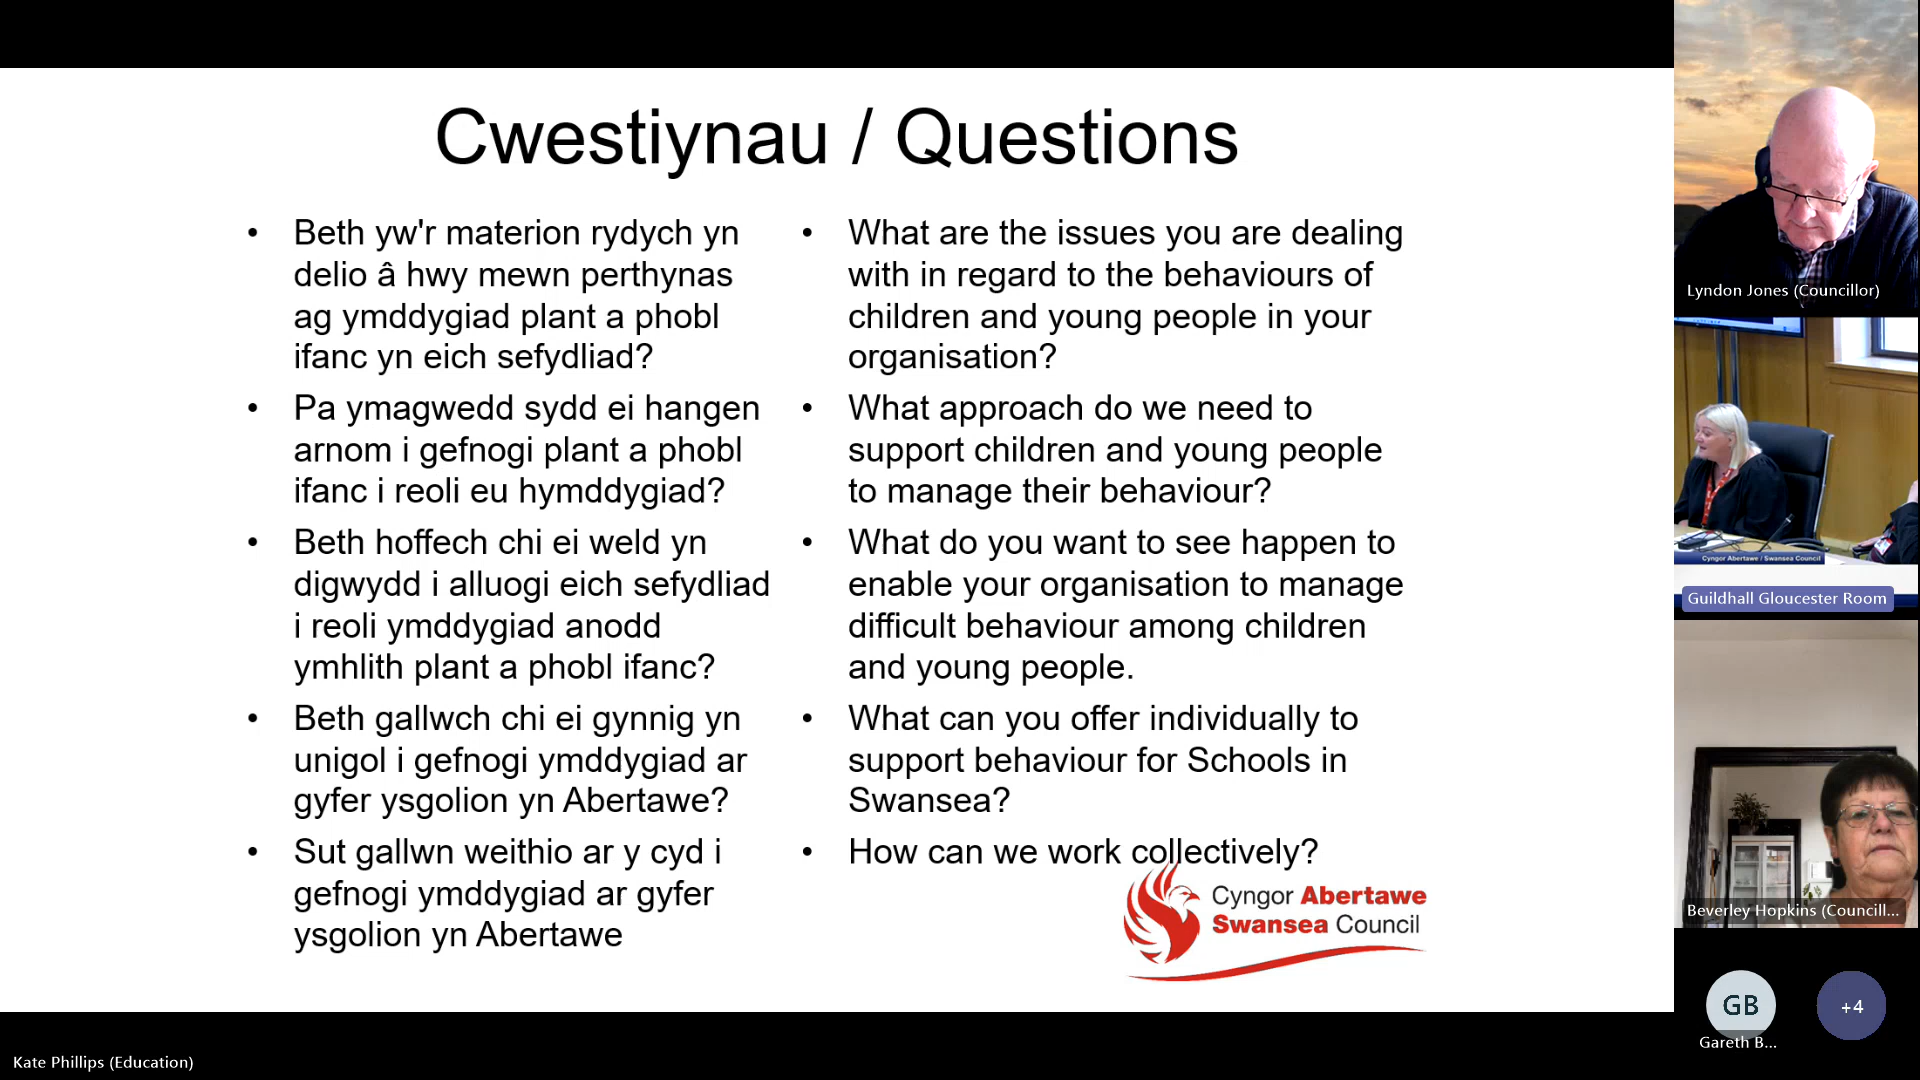 Cwestiynau / Questions
• Beth yw'r materion rydych yn
delio â hwy mewn perthynas
ag ymddygiad plant a phobl
ifanc yn eich sefydliad?
• Pa ymagwedd sydd ei hangen
arnom i gefnogi plant a phobl
ifanc i reoli eu hymddygiad?
• Beth hoffech chi ei weld yn
digwydd i alluogi eich sefydliad
i reoli ymddygiad anodd
ymhlith plant a phobl ifanc?
• Beth gallwch chi ei gynnig yn
unigol i gefnogi ymddygiad ar
gyfer ysgolion yn Abertawe?
• Sut gallwn weithio ar y cyd i
gefnogi ymddygiad ar gyfer
ysgolion yn Abertawe
• What are the issues you are dealing
with in regard to the behaviours of
children and young people in your
organisation?
• What approach do we need to
support children and young people
to manage their behaviour?
• What do you want to see happen to
enable your organisation to manage
difficult behaviour among children
and young people.
• What can you offer individually to
support behaviour for Schools in
Swansea?
• How can we work collectively?
Cyngor Abertawe
Swansea Council
Lyndon Jones (Councillor)
Cyngor Abertawe / Swansea Council
Guildhall Gloucester Room
Beverley Hopkins (Councill...
GB
+4
Gareth B...
Kate Phillips (Education)